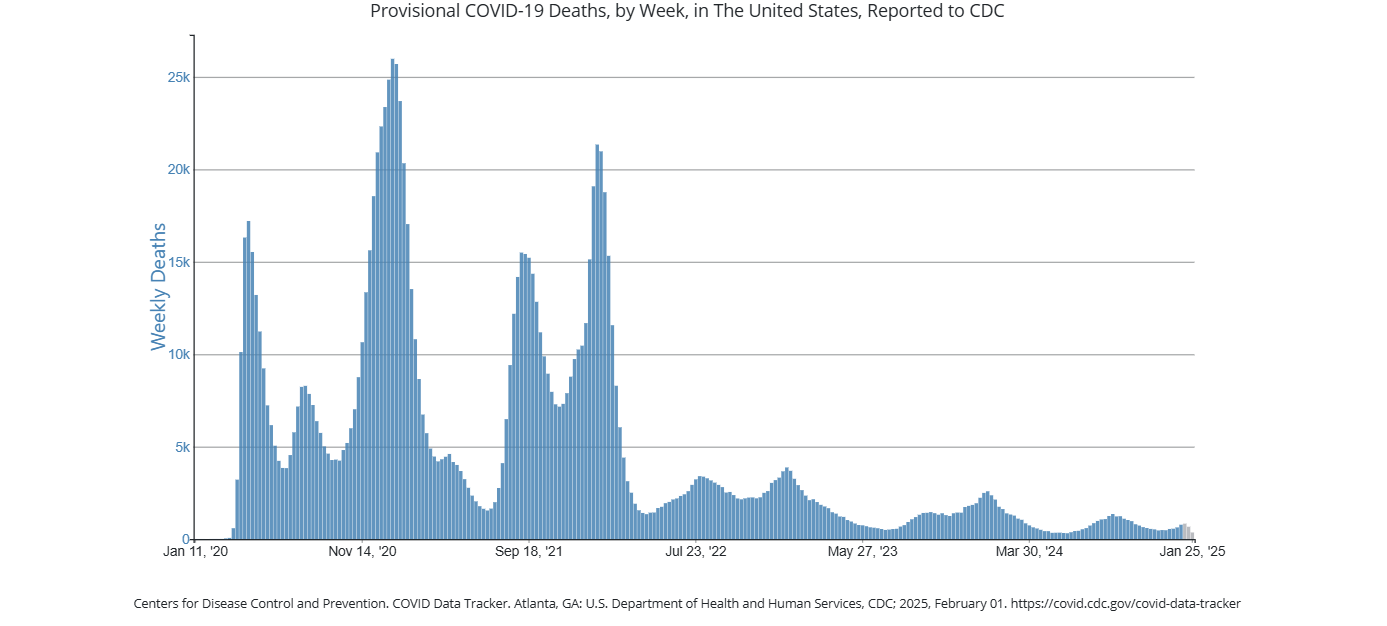 Provisional COVID-19 Deaths, by Week, in The United States, Reported to CDC
Weekly Deaths
25k
20k
15k
10k
5k
0
Jan 11, '20 Nov 14, '20 Sep 18, '21 Jul 23, '22 May 27, '23 Mar 30, '24 Jan 25, '25
Centers for Disease Control and Prevention. COVID Data Tracker. Atlanta, GA: U.S. Department of Health and Human Services, CDC; 2025, February 01. https://covid.cdc.gov/covid-data-tracker